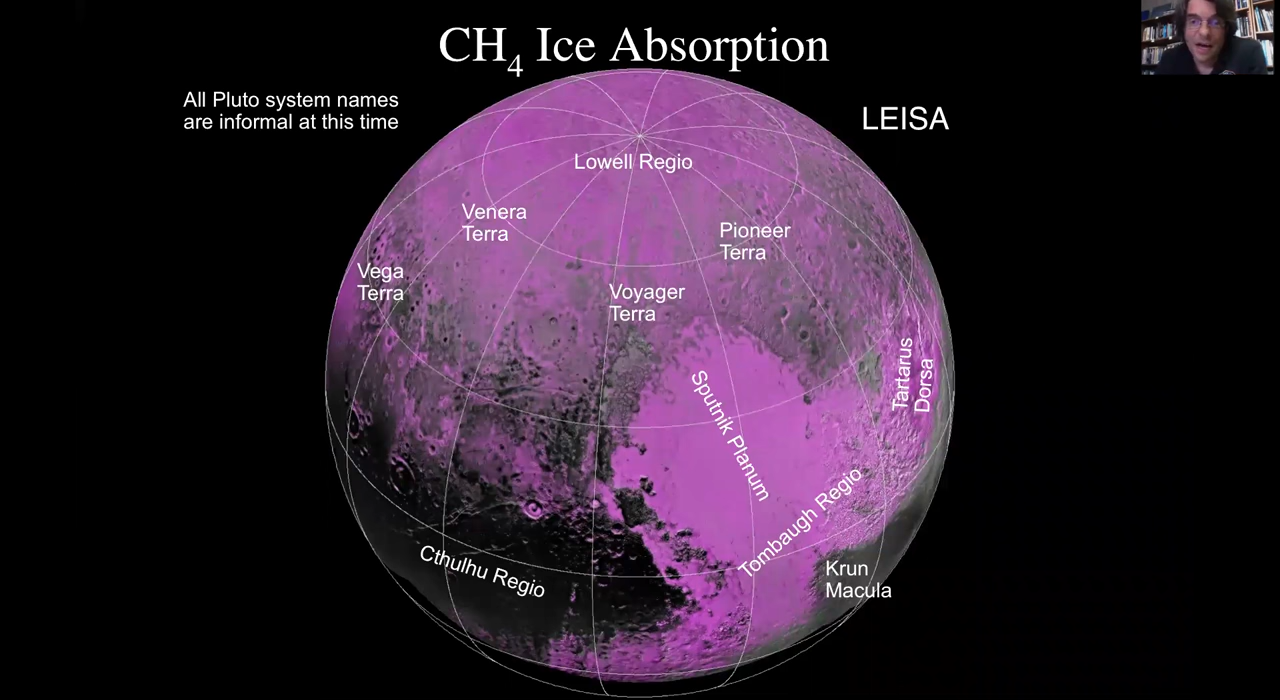 CH₄ Ice Absorption
All Pluto system names
are informal at this time
LEISA
Lowell Regio
Venera
Terra
Pioneer
Terra
Vega
Terra
Voyager
Terra
Tartarus
Dorsa
Sputnik Planum
Tombaugh Regio
Cthulhu Regio
Krun
Macula